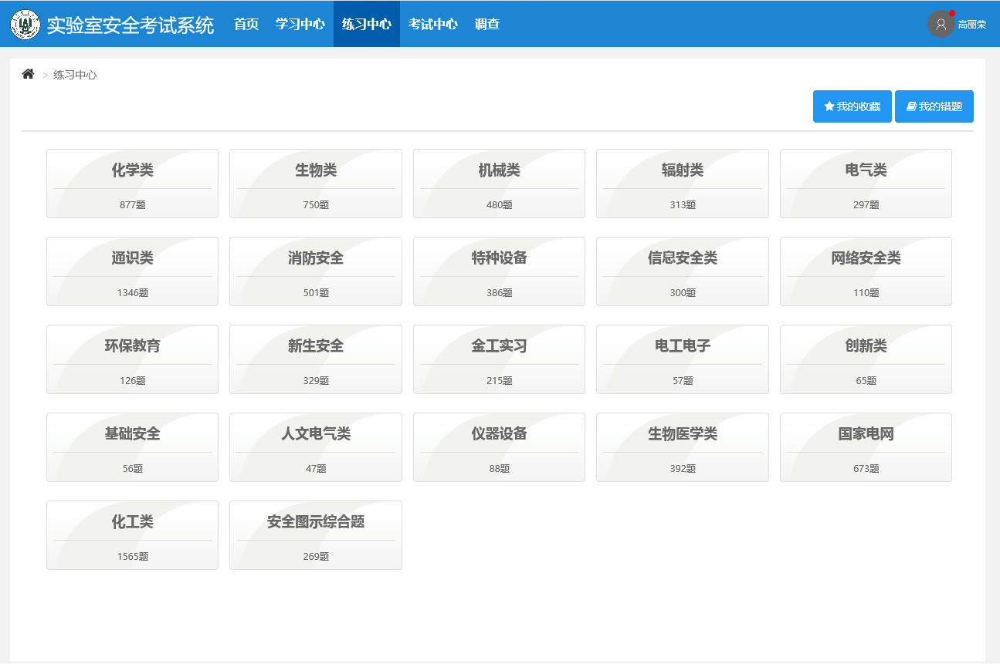 实验室安全考试系统 首页 学习中心 练习中心 考试中心 调查 高丽荣
> 练习中心
我的收藏 我的错题
化学类 生物类 机械类 辐射类 电气类
877题 750题 480题 313题 297题
通识类 消防安全 特种设备 信息安全类 网络安全类
1346题 501题 386题 300题 110题
环保教育 新生安全 金工实习 电工电子 创新类
126题 329题 215题 57题 65题
基础安全 人文电气类 仪器设备 生物医学类 国家电网
56题 47题 88题 392题 673题
化工类 安全图示综合题
1565题 269题